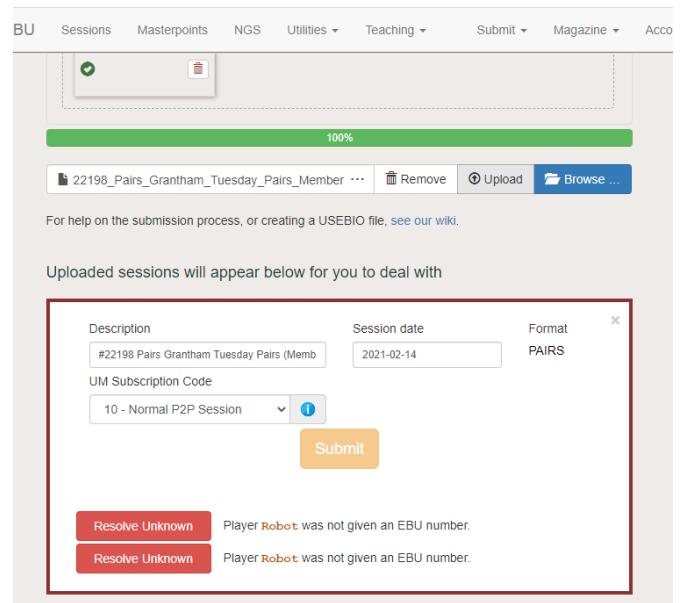 BU Sessions Masterpoints NGS Utilities Teaching Submit Magazine Acco
100%
22198_Pairs_Grantham_Tuesday_Pairs_Member ... Remove Upload Browse ...
For help on the submission process, or creating a USEBIO file, see our wiki.
Uploaded sessions will appear below for you to deal with
×
Description Session date Format
#22198 Pairs Grantham Tuesday Pairs (Memb 2021-02-14 PAIRS
UM Subscription Code
10 - Normal P2P Session
Submit
Resolve Unknown Player Robot was not given an EBU number.
Resolve Unknown Player Robot was not given an EBU number.